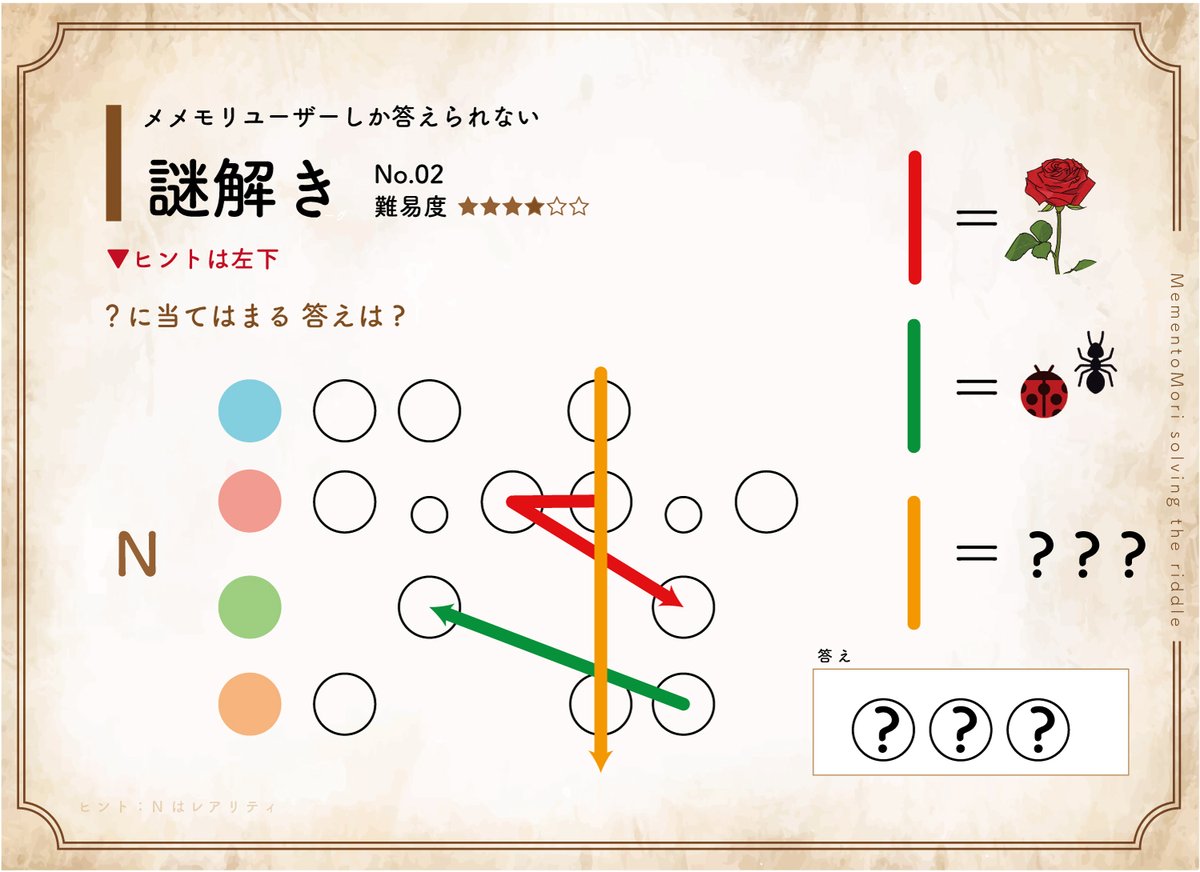 メメモリユーザーしか答えられない
謎解き
No.02
難易度 ★★★★☆☆
▼ヒントは左下
?に当てはまる 答えは?
N
=
=
= ? ? ?
答え
? ? ?
ヒント:Nはレアリティ
MementoMori solving the riddle